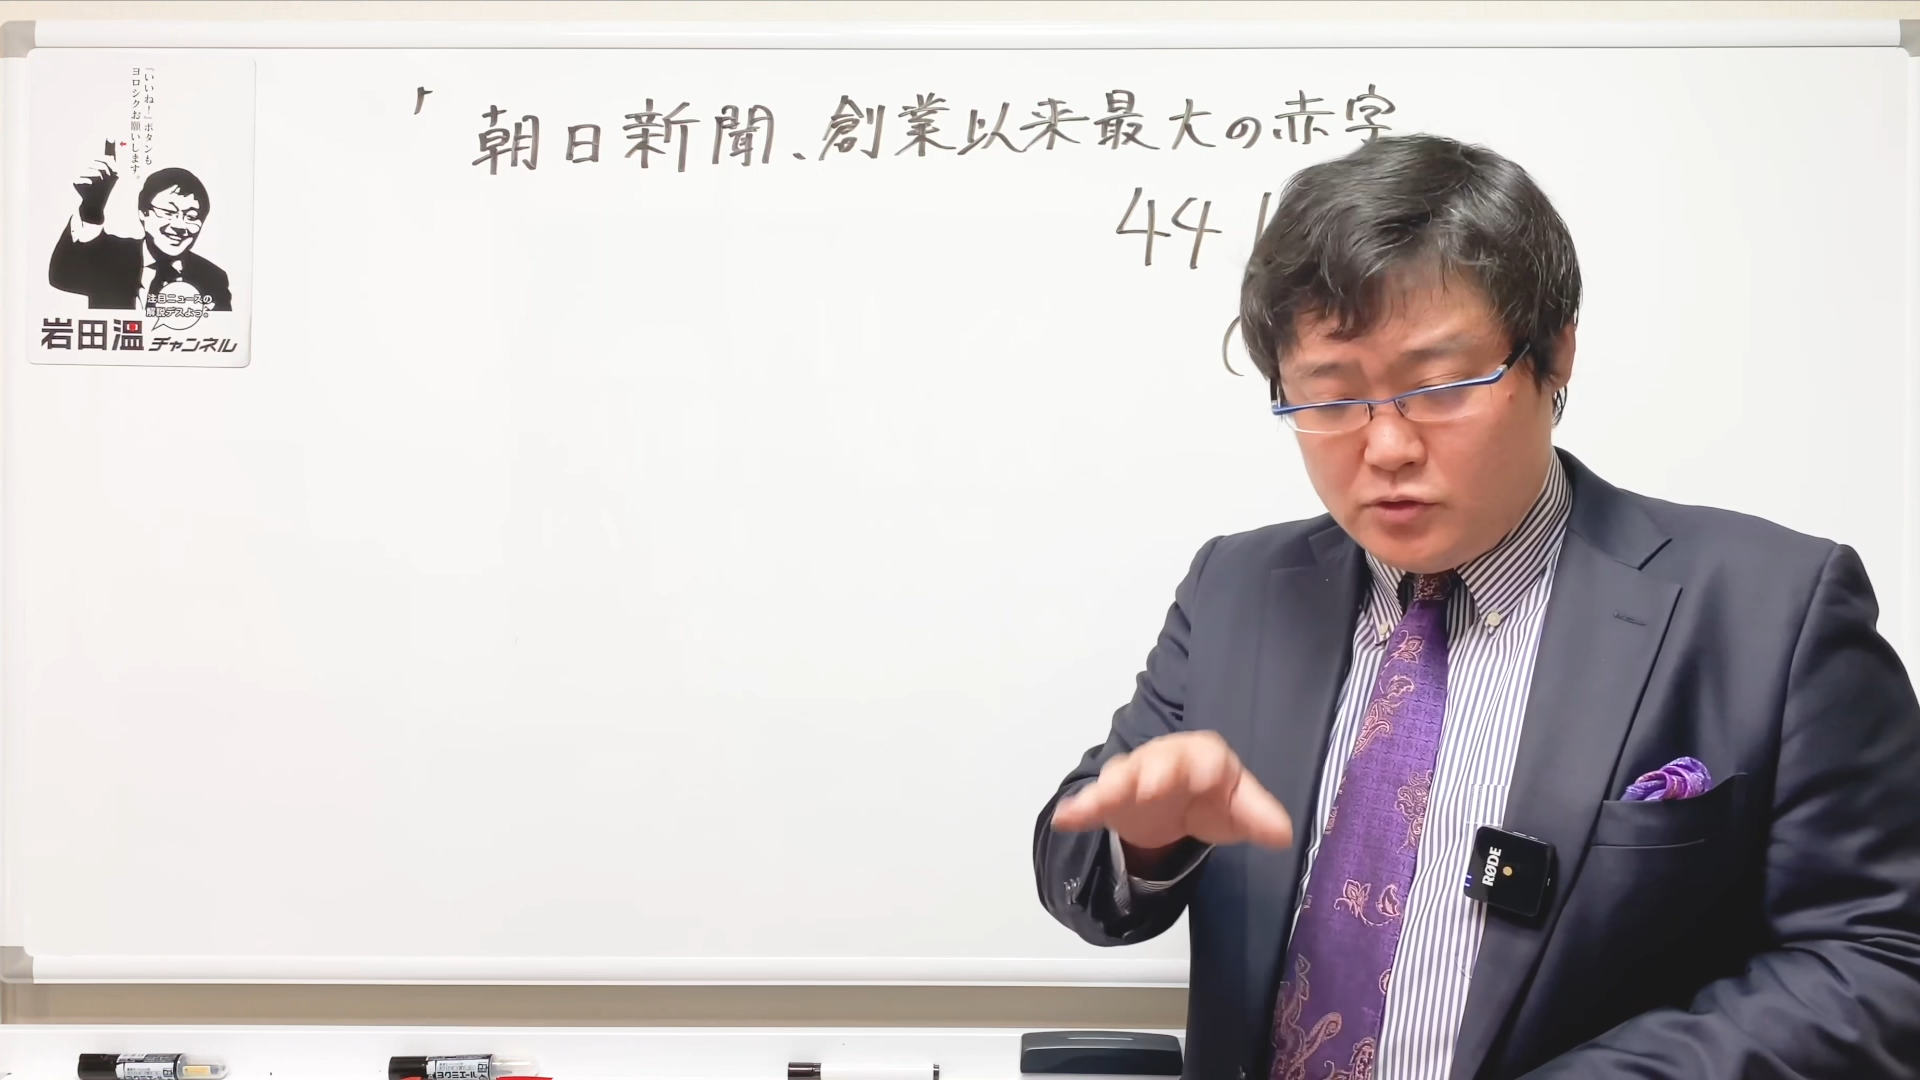 「いいね！」ボタンも
ヨロシクお願いします。
注目ニュースの
解説デスよっ。
岩田温チャンネル
朝日新聞、創業以来最大の赤字
44
RØDE